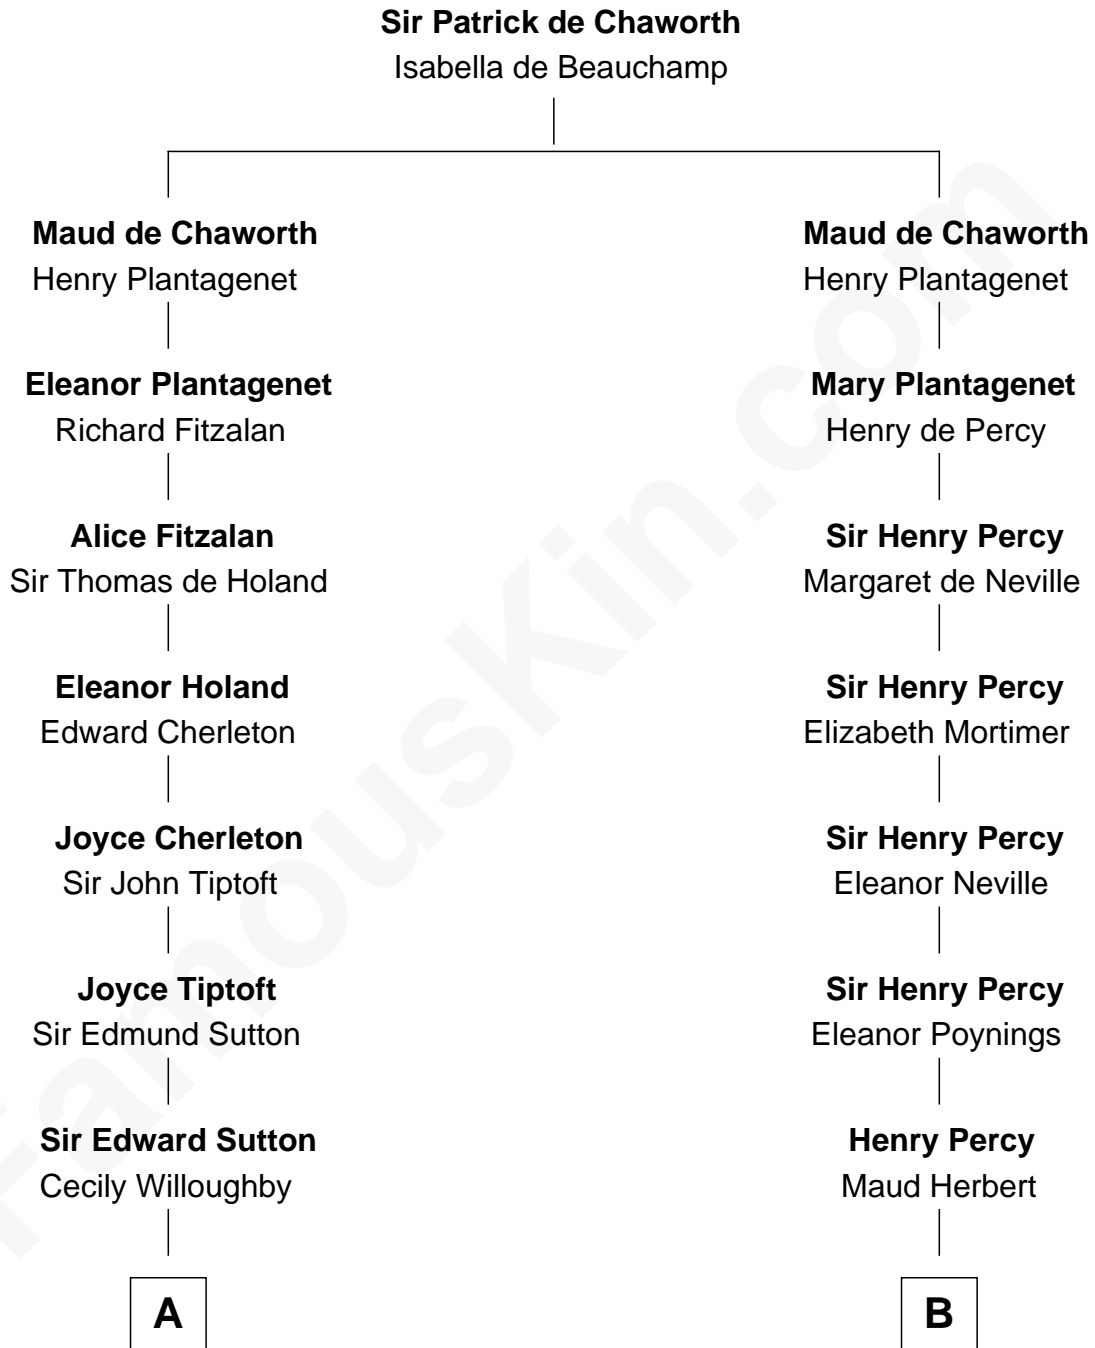 Sir Patrick de Chaworth
Isabella de Beauchamp
Maud de Chaworth
Henry Plantagenet
Maud de Chaworth
Henry Plantagenet
Eleanor Plantagenet
Richard Fitzalan
Mary Plantagenet
Henry de Percy
Alice Fitzalan
Sir Thomas de Holand
Sir Henry Percy
Margaret de Neville
Eleanor Holand
Edward Cherleton
Sir Henry Percy
Elizabeth Mortimer
Joyce Cherleton
Sir John Tiptoft
Sir Henry Percy
Eleanor Neville
Joyce Tiptoft
Sir Edmund Sutton
Sir Henry Percy
Eleanor Poynings
Sir Edward Sutton
Cecily Willoughby
Henry Percy
Maud Herbert
A
B
FamousKin.com